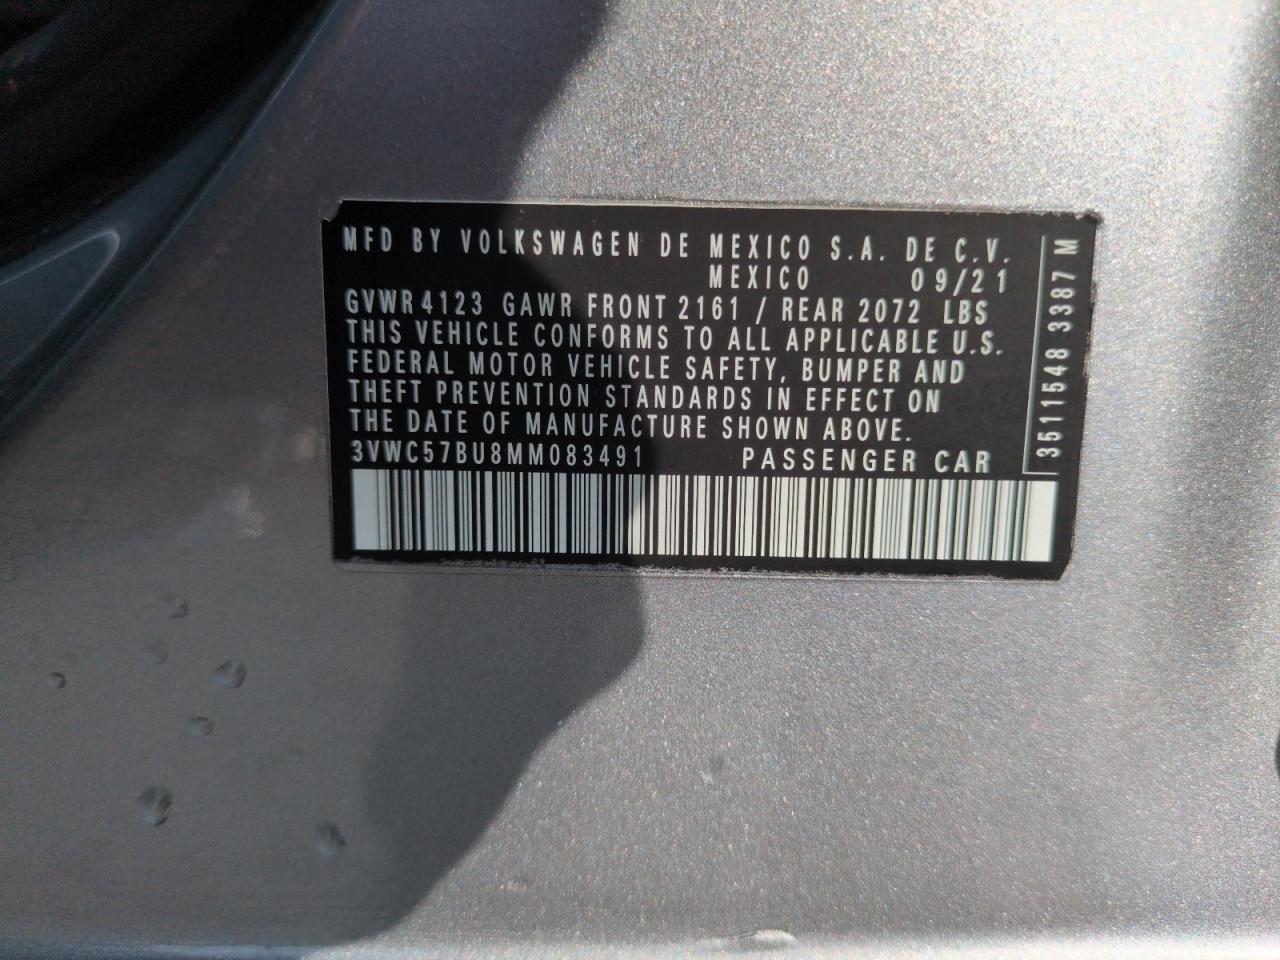 MFD BY VOLKSWAGEN DE MEXICO S.A. DE C.V.
MEXICO 09/21
GVWR 4123 GAWR FRONT 2161 / REAR 2072 LBS
THIS VEHICLE CONFORMS TO ALL APPLICABLE U.S.
FEDERAL MOTOR VEHICLE SAFETY, BUMPER AND
THEFT PREVENTION STANDARDS IN EFFECT ON
THE DATE OF MANUFACTURE SHOWN ABOVE.
3VWC57BU8MM083491 PASSENGER CAR
3511548 3387 M